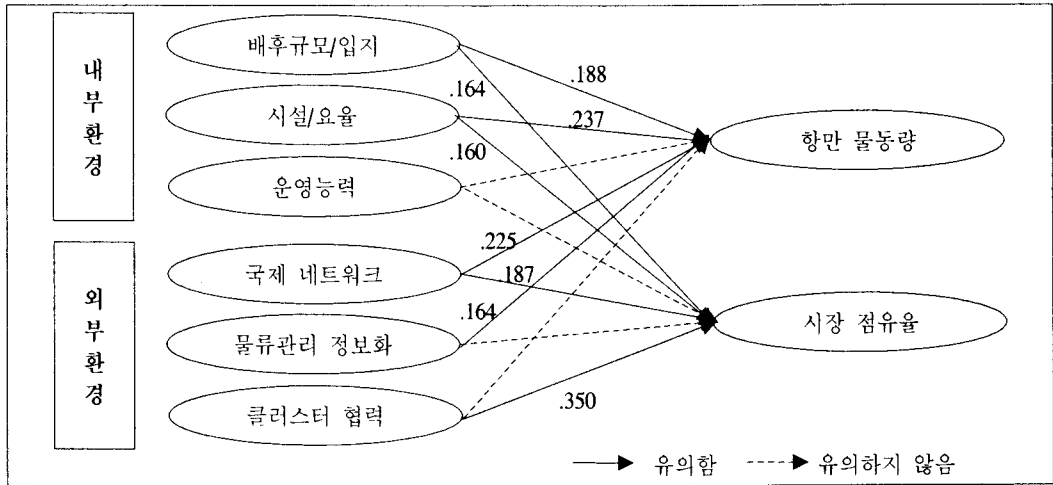 내부환경
배후규모/입지
시설/요율
운영능력
외부환경
국제 네트워크
물류관리 정보화
클러스터 협력
.188
.164
.237
.160
.225
.187
.164
.350
항만 물동량
시장 점유율
유의함
유의하지 않음